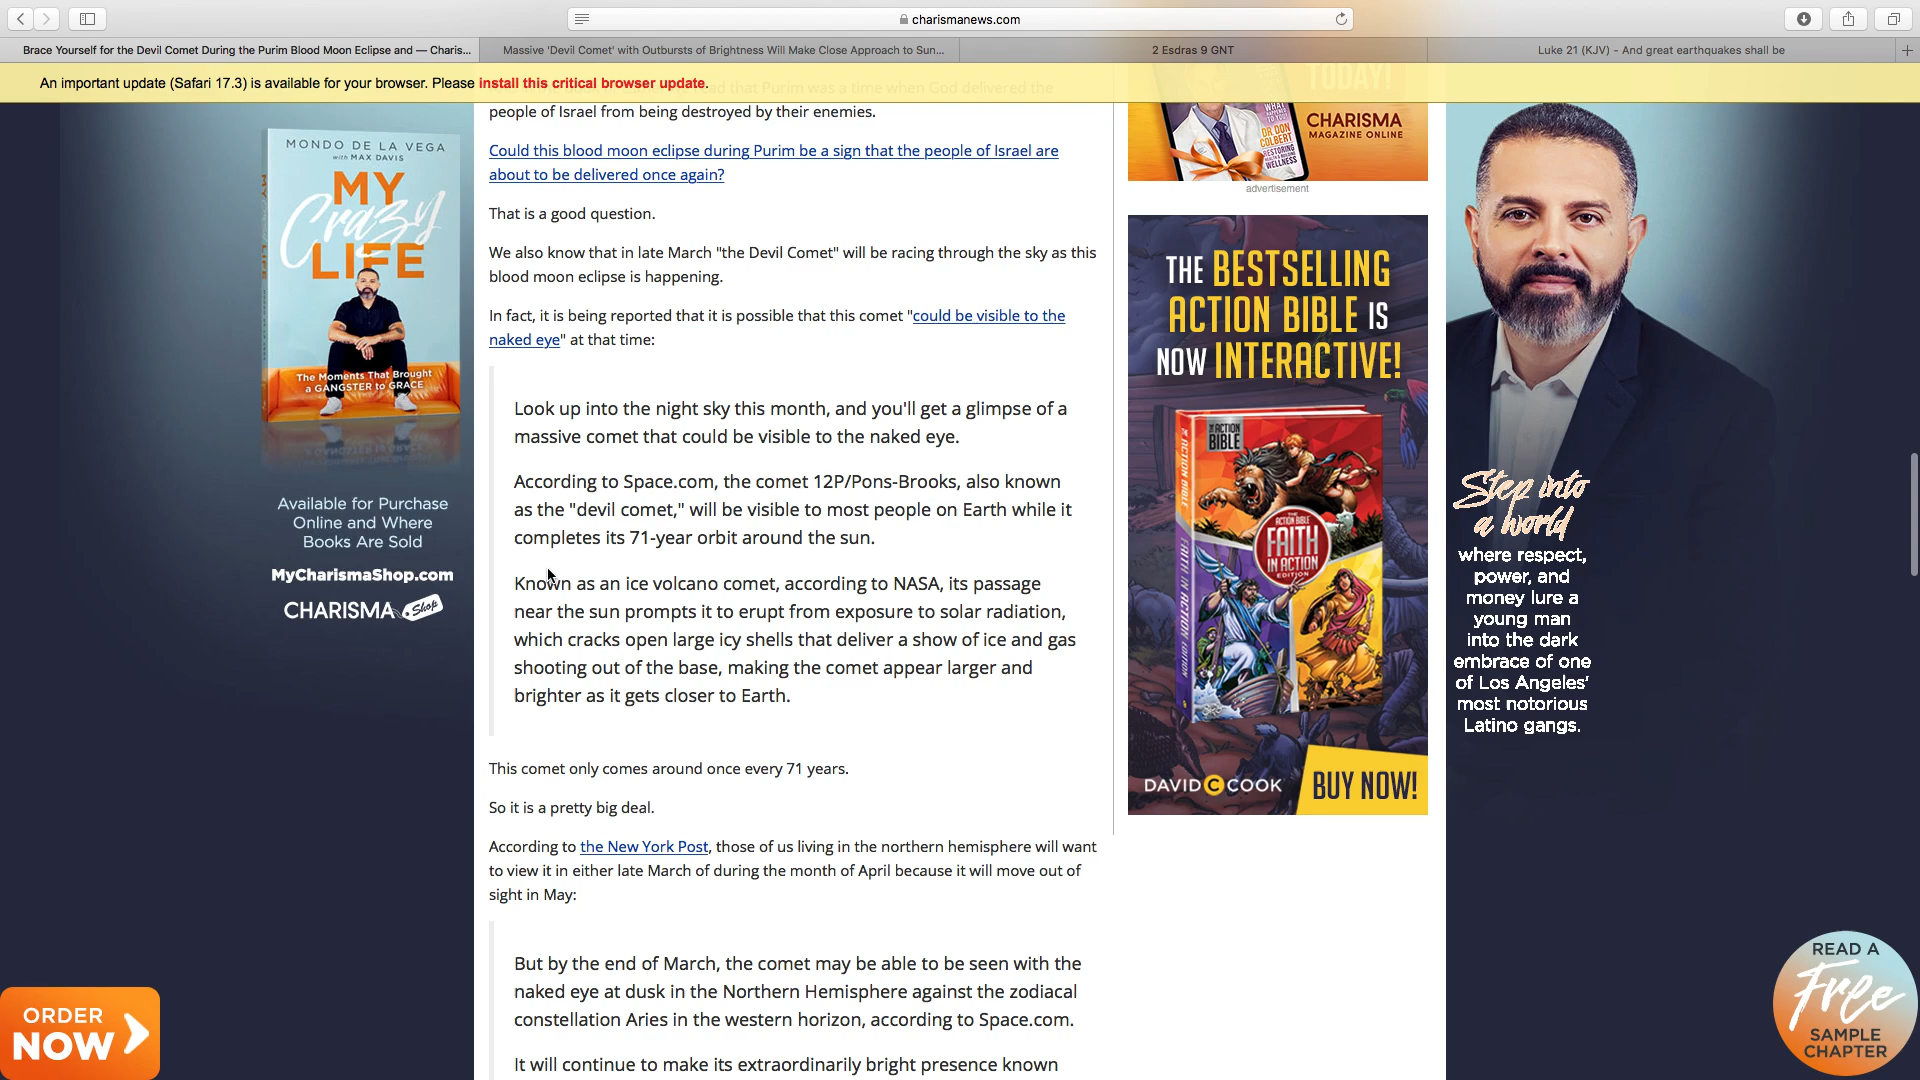 charismanews.com
Brace Yourself for the Devil Comet During the Purim Blood Moon Eclipse and — Charis...
Massive 'Devil Comet' with Outbursts of Brightness Will Make Close Approach to Sun...
2 Esdras 9 GNT
Luke 21 (KJV) - And great earthquakes shall be
An important update (Safari 17.3) is available for your browser. Please install this critical browser update.
that Purim was a time when God delivered the
people of Israel from being destroyed by their enemies.
Could this blood moon eclipse during Purim be a sign that the people of Israel are
about to be delivered once again?
That is a good question.
We also know that in late March "the Devil Comet" will be racing through the sky as this
blood moon eclipse is happening.
In fact, it is being reported that it is possible that this comet "could be visible to the
naked eye" at that time:
Look up into the night sky this month, and you'll get a glimpse of a
massive comet that could be visible to the naked eye.
According to Space.com, the comet 12P/Pons-Brooks, also known
as the "devil comet," will be visible to most people on Earth while it
completes its 71-year orbit around the sun.
Known as an ice volcano comet, according to NASA, its passage
near the sun prompts it to erupt from exposure to solar radiation,
which cracks open large icy shells that deliver a show of ice and gas
shooting out of the base, making the comet appear larger and
brighter as it gets closer to Earth.
This comet only comes around once every 71 years.
So it is a pretty big deal.
According to the New York Post, those of us living in the northern hemisphere will want
to view it in either late March of during the month of April because it will move out of
sight in May:
But by the end of March, the comet may be able to be seen with the
naked eye at dusk in the Northern Hemisphere against the zodiacal
constellation Aries in the western horizon, according to Space.com.
It will continue to make its extraordinarily bright presence known
MONDO DE LA VEGA
with MAX DAVIS
MY
Crazy
LIFE
The Moments That Brought
a GANGSTER to GRACE
Available for Purchase
Online and Where
Books Are Sold
MyCharismaShop.com
CHARISMA Shop
ORDER
NOW
TODAY!
WHAT
DR DON
COLBERT
RESTORING
WELLNESS
CHARISMA
MAGAZINE ONLINE
advertisement
THE BESTSELLING
ACTION BIBLE IS
NOW INTERACTIVE!
THE ACTION
BIBLE
THE ACTION BIBLE
FAITH
IN ACTION
EDITION
DAVID C COOK
BUY NOW!
Step into
a world
where respect,
power, and
money lure a
young man
into the dark
embrace of one
of Los Angeles'
most notorious
Latino gangs.
READ A
Free
SAMPLE
CHAPTER